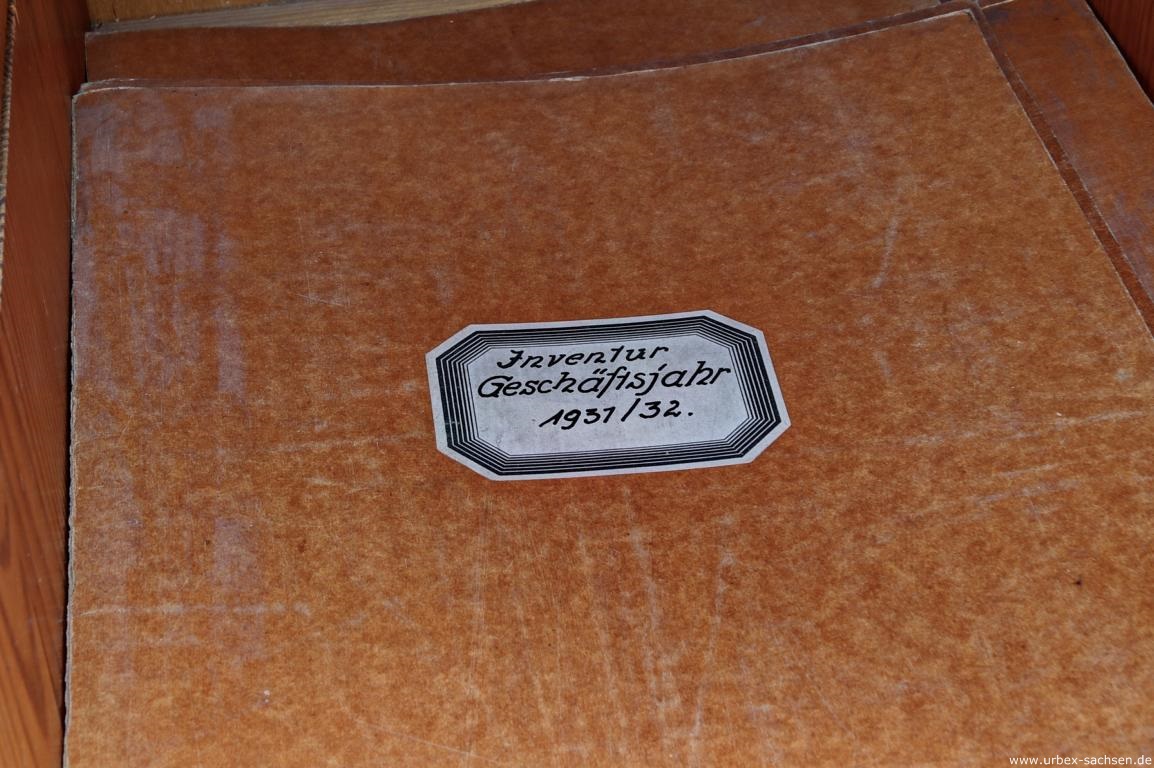 Inventur
Geschäftsjahr
1931/32.
www.urbex-sachsen.de